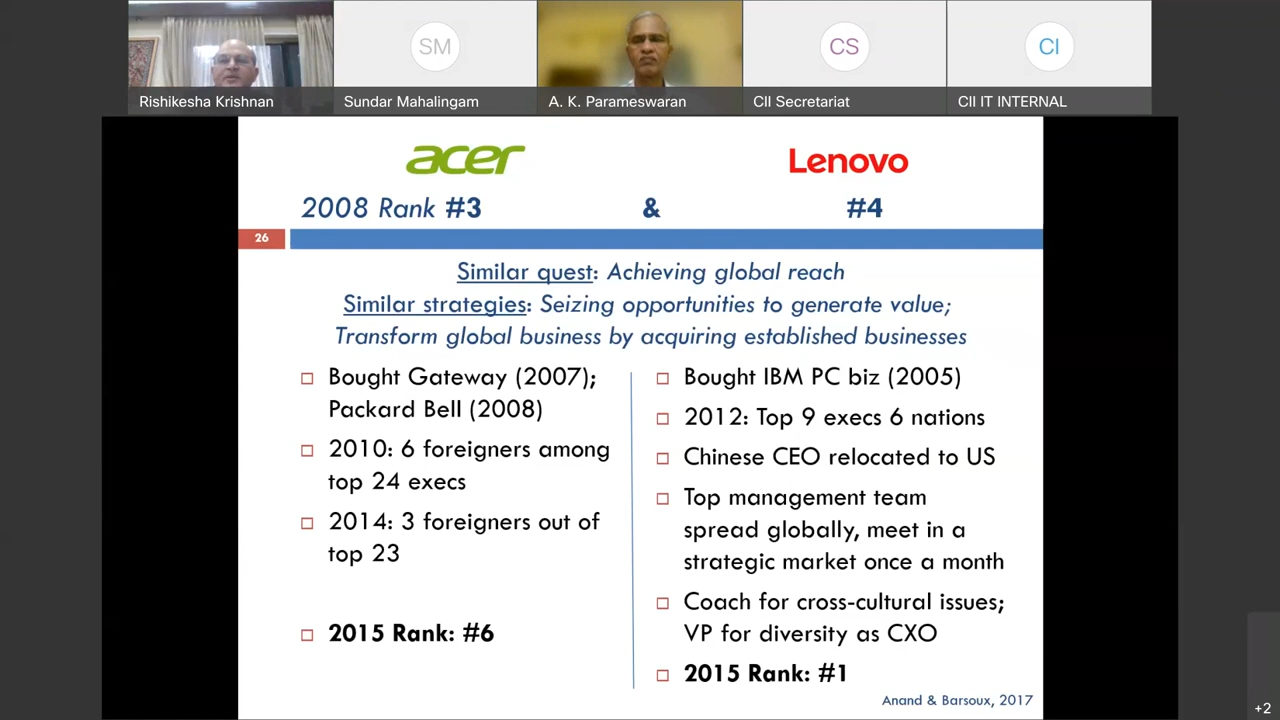 SM
CS
CI
Rishikesha Krishnan
Sundar Mahalingam
A. K. Parameswaran
CII Secretariat
CII IT INTERNAL
acer
Lenovo
2008 Rank #3 & #4
26
Similar quest: Achieving global reach
Similar strategies: Seizing opportunities to generate value;
Transform global business by acquiring established businesses
Bought Gateway (2007);
Packard Bell (2008)
2010: 6 foreigners among
top 24 execs
2014: 3 foreigners out of
top 23
2015 Rank: #6
Bought IBM PC biz (2005)
2012: Top 9 execs 6 nations
Chinese CEO relocated to US
Top management team
spread globally, meet in a
strategic market once a month
Coach for cross-cultural issues;
VP for diversity as CXO
2015 Rank: #1
Anand & Barsoux, 2017
+2